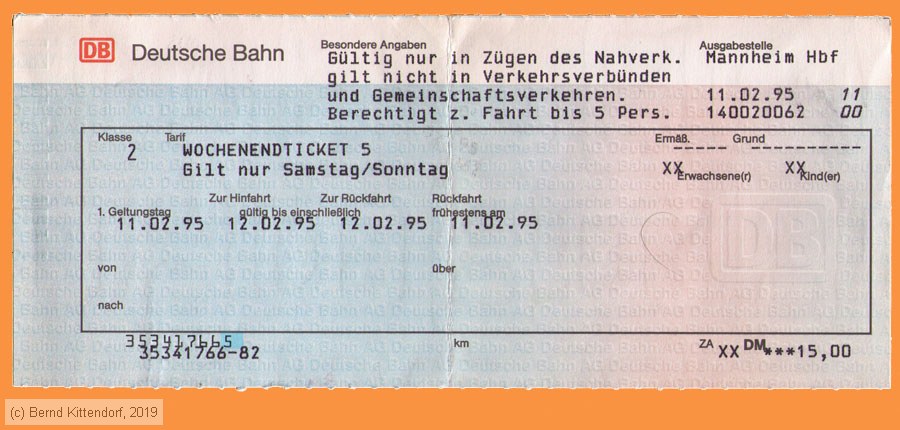 DB Deutsche Bahn
Besondere Angaben
Gültig nur in Zügen des Nahverk.
gilt nicht in Verkehrsverbünden
und Gemeinschaftsverkehren.
Berechtigt z. Fahrt bis 5 Pers.
Ausgabestelle
Mannheim Hbf
11.02.95 11
140020062 00
Klasse Tarif Ermäß. Grund
2 WOCHENENDTICKET 5 ----- ----------
Gilt nur Samstag/Sonntag XX Erwachsene(r) XX Kind(er)
Zur Hinfahrt Zur Rückfahrt Rückfahrt
1. Geltungstag gültig bis einschließlich frühestens am
11.02.95 12.02.95 12.02.95 11.02.95
von über
nach
353417665
35341766-82
km ZA XX DM ***15,00
DB
(c) Bernd Kittendorf, 2019